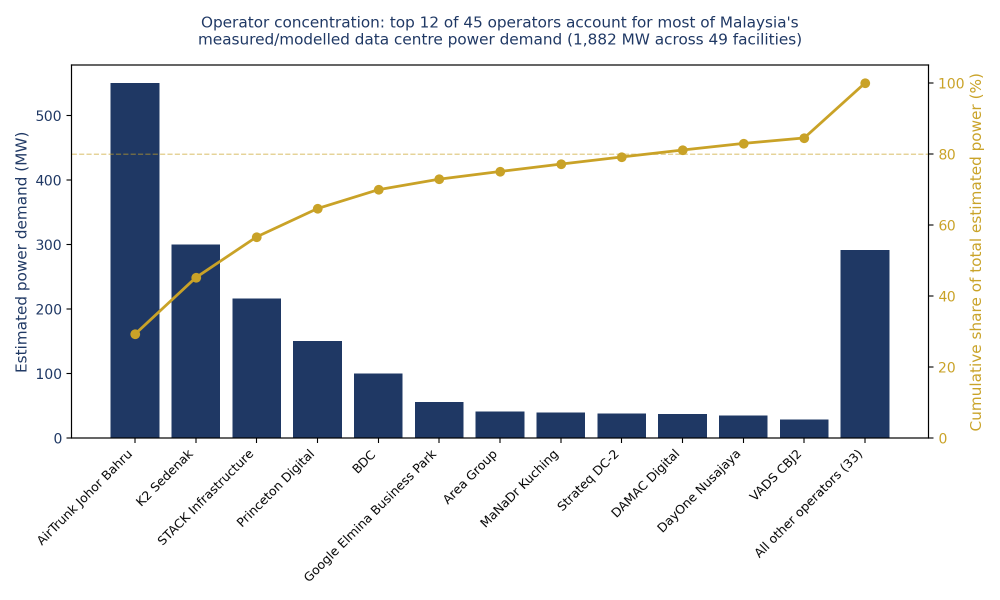 Operator concentration: top 12 of 45 operators account for most of Malaysia's
measured/modelled data centre power demand (1,882 MW across 49 facilities)
Estimated power demand (MW)
500
400
300
200
100
0
Cumulative share of total estimated power (%)
100
80
60
40
20
0
AirTrunk Johor Bahru
K2 Sedenak
STACK Infrastructure
Princeton Digital
BDC
Google Elmina Business Park
Area Group
MaNaDr Kuching
Strateq DC-2
DAMAC Digital
DayOne Nusajaya
VADS CBJ2
All other operators (33)